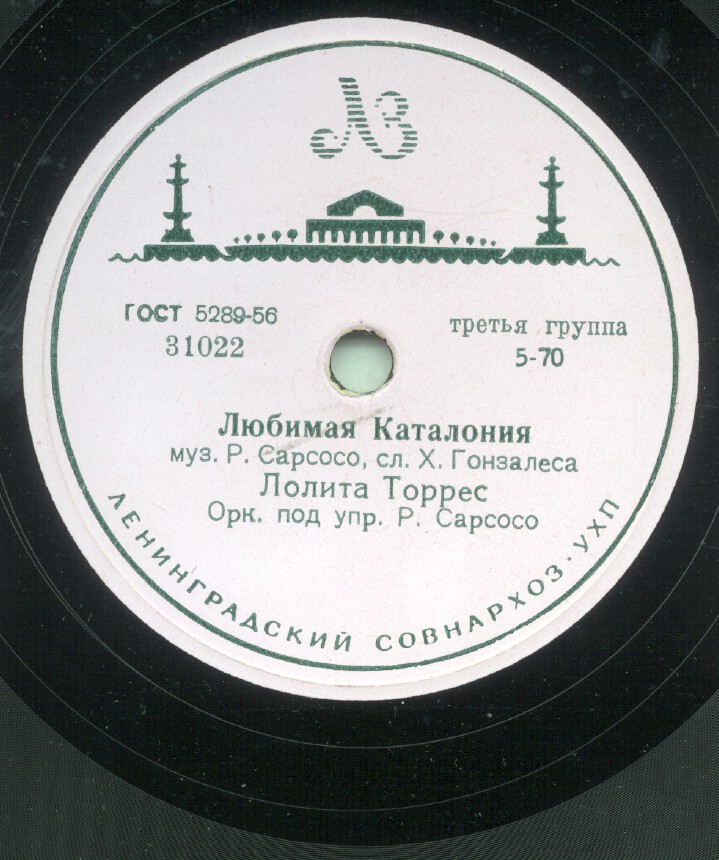 ЛЗ
ГОСТ 5289-56
31022
третья группа
5-70
Любимая Каталония
муз. Р. Сарсосо, сл. Х. Гонзалеса
Лолита Торрес
Орк. под упр. Р. Сарсосо
ЛЕНИНГРАДСКИЙ СОВНАРХОЗ · УХП